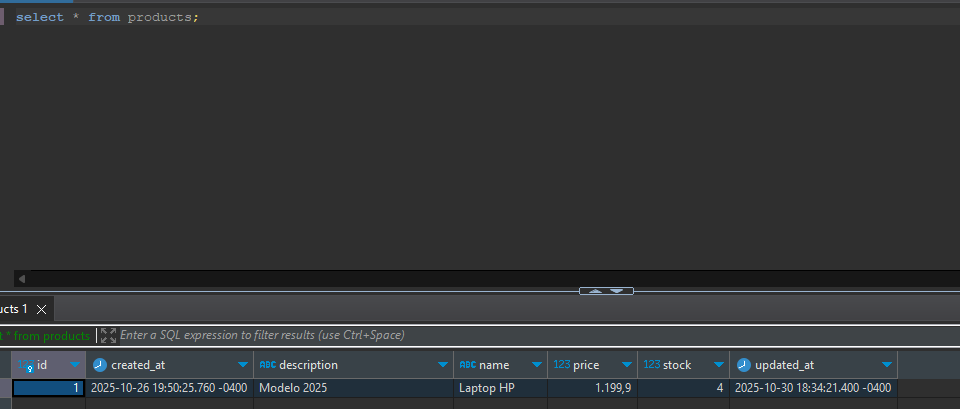 select * from products;
ucts 1
t * from products
Enter a SQL expression to filter results (use Ctrl+Space)
123 id
created_at
ABC description
ABC name
123 price
123 stock
updated_at
1
2025-10-26 19:50:25.760 -0400
Modelo 2025
Laptop HP
1.199,9
4
2025-10-30 18:34:21.400 -0400